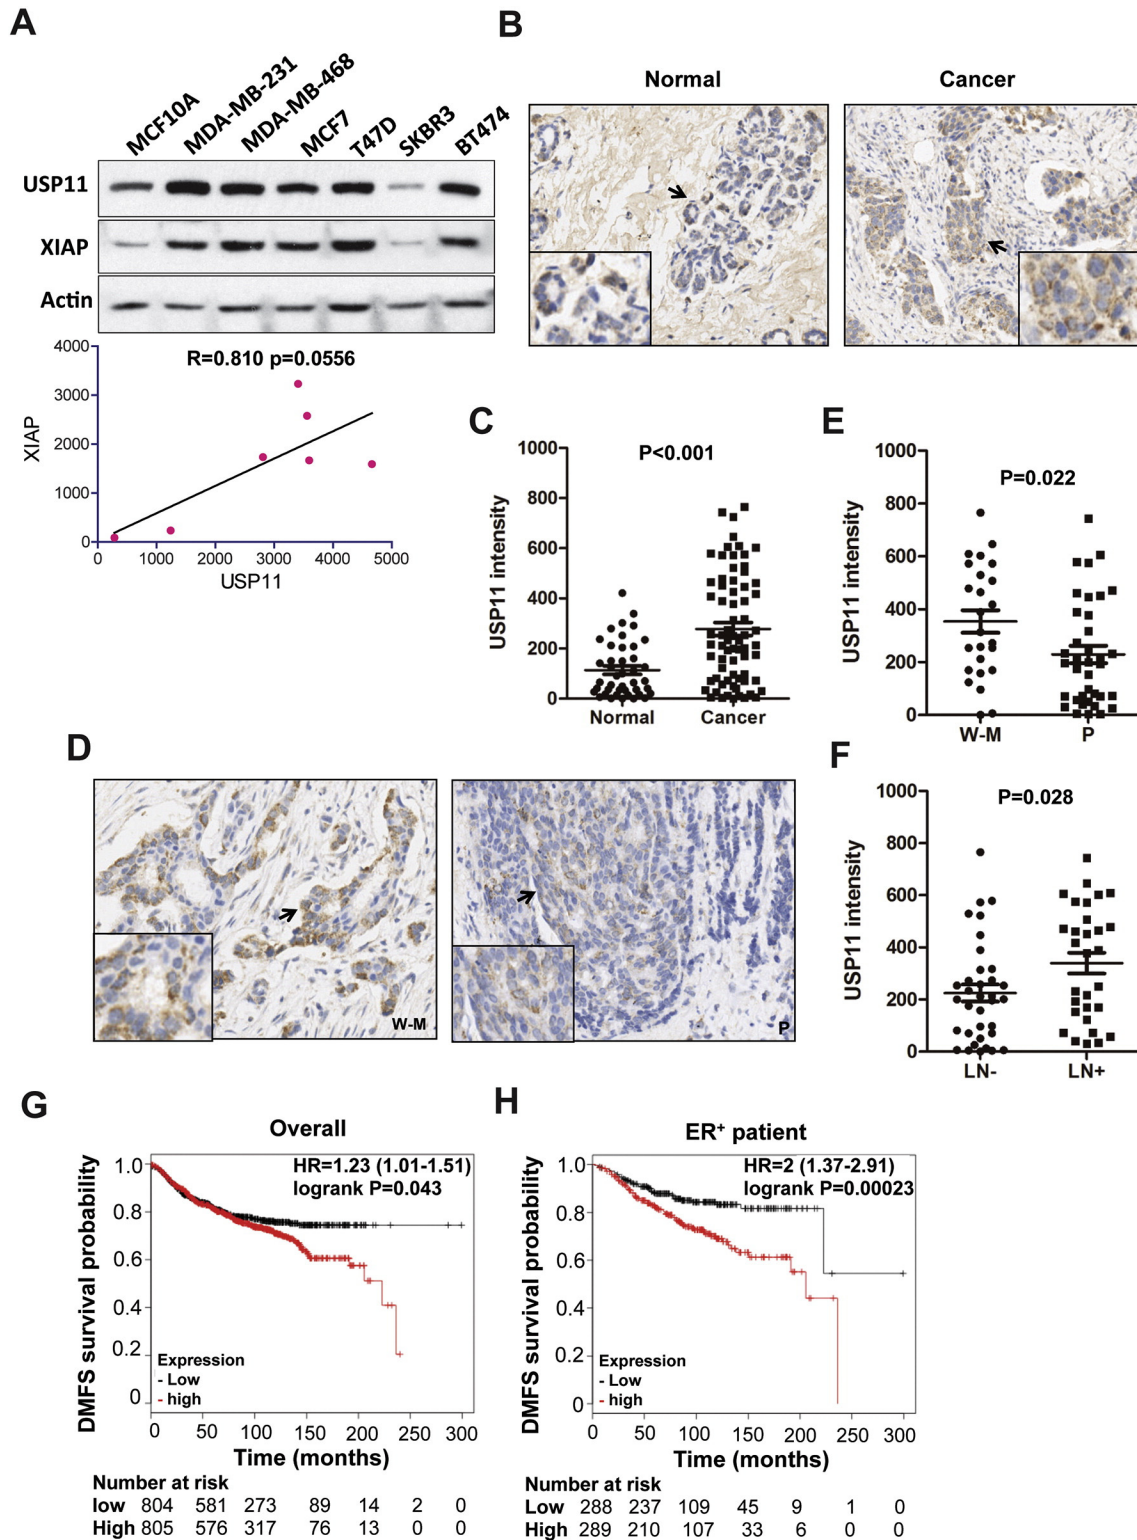 A
MCF10A MDA-MB-231 MDA-MB-468 MCF7 T47D SKBR3 BT474
USP11
XIAP
Actin
R=0.810 p=0.0556
4000
3000
2000
1000
0
XIAP
0 1000 2000 3000 4000 5000
USP11
B
Normal Cancer
C
P<0.001
1000
800
600
400
200
0
USP11 intensity
Normal Cancer
E
P=0.022
1000
800
600
400
200
0
USP11 intensity
W-M P
D
W-M
P
F
P=0.028
1000
800
600
400
200
0
USP11 intensity
LN- LN+
G
Overall
HR=1.23 (1.01-1.51)
logrank P=0.043
1.0
0.8
0.6
0.4
0.2
0
DMFS survival probability
Expression
- Low
- high
0 50 100 150 200 250 300
Time (months)
Number at risk
low 804 581 273 89 14 2 0
High 805 576 317 76 13 0 0
H
ER⁺ patient
HR=2 (1.37-2.91)
logrank P=0.00023
1.0
0.8
0.6
0.4
0.2
0
DMFS survival probability
Expression
- Low
- high
0 50 100 150 200 250 300
Time (months)
Number at risk
Low 288 237 109 45 9 1 0
High 289 210 107 33 6 0 0